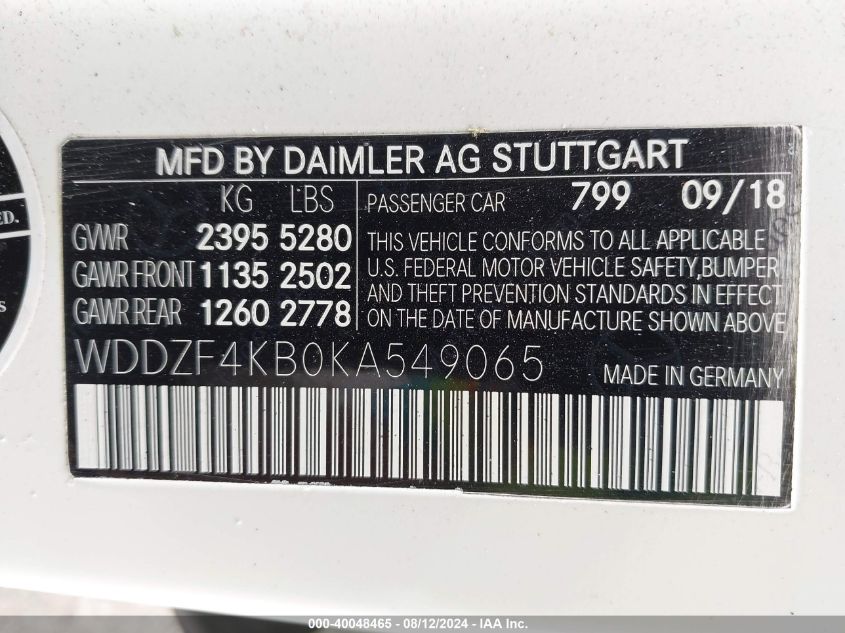 ED.
S
MFD BY DAIMLER AG STUTTGART
KG LBS
PASSENGER CAR 799 09/18
GVWR 2395 5280
GAWR FRONT 1135 2502
GAWR REAR 1260 2778
THIS VEHICLE CONFORMS TO ALL APPLICABLE
U.S. FEDERAL MOTOR VEHICLE SAFETY,BUMPER
AND THEFT PREVENTION STANDARDS IN EFFECT
ON THE DATE OF MANUFACTURE SHOWN ABOVE
WDDZF4KB0KA549065
MADE IN GERMANY
000-40048465 - 08/12/2024 - IAA Inc.